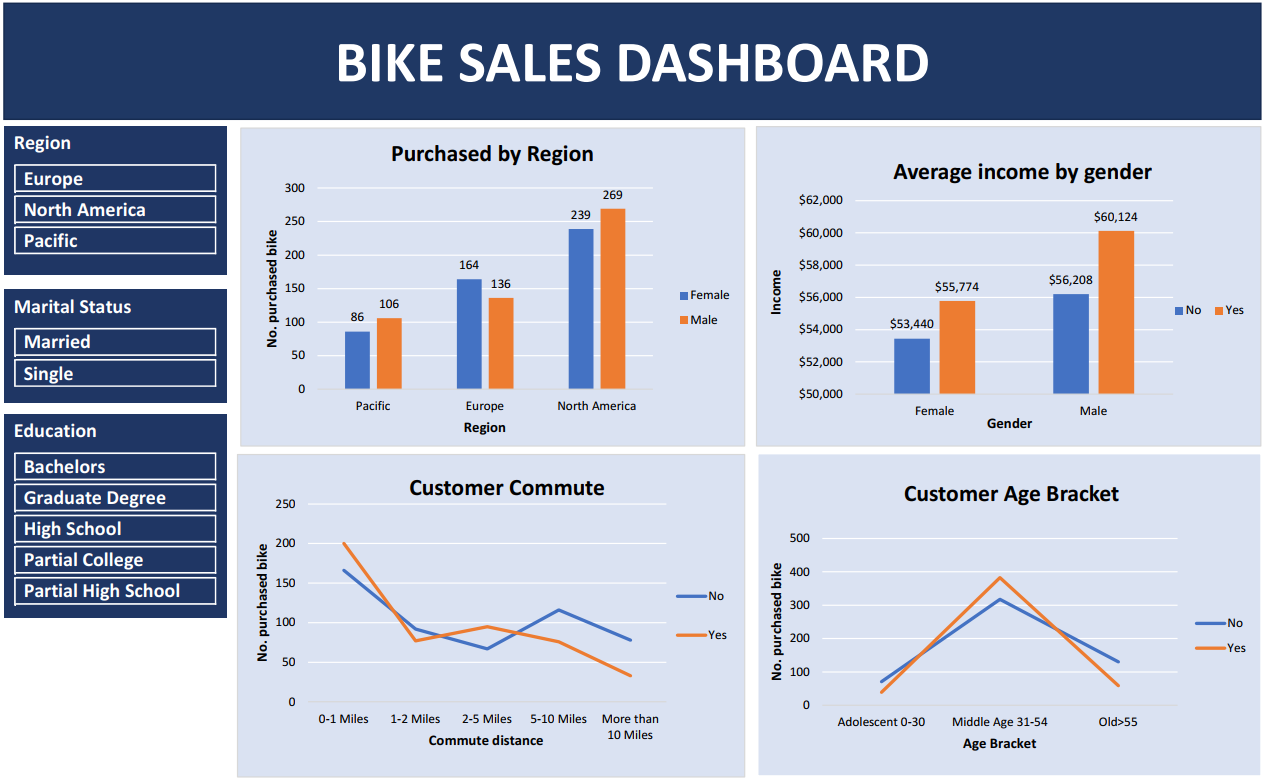 BIKE SALES DASHBOARD
Region
Europe
North America
Pacific
Marital Status
Married
Single
Education
Bachelors
Graduate Degree
High School
Partial College
Partial High School
Purchased by Region
No. purchased bike
300
250
200
150
100
50
0
86
106
164
136
239
269
Pacific
Europe
North America
Region
Female
Male
Average income by gender
Income
$62,000
$60,000
$58,000
$56,000
$54,000
$52,000
$50,000
$53,440
$55,774
$56,208
$60,124
Female
Male
Gender
No
Yes
Customer Commute
No. purchased bike
250
200
150
100
50
0
0-1 Miles
1-2 Miles
2-5 Miles
5-10 Miles
More than
10 Miles
Commute distance
No
Yes
Customer Age Bracket
No. purchased bike
500
400
300
200
100
0
Adolescent 0-30
Middle Age 31-54
Old>55
Age Bracket
No
Yes